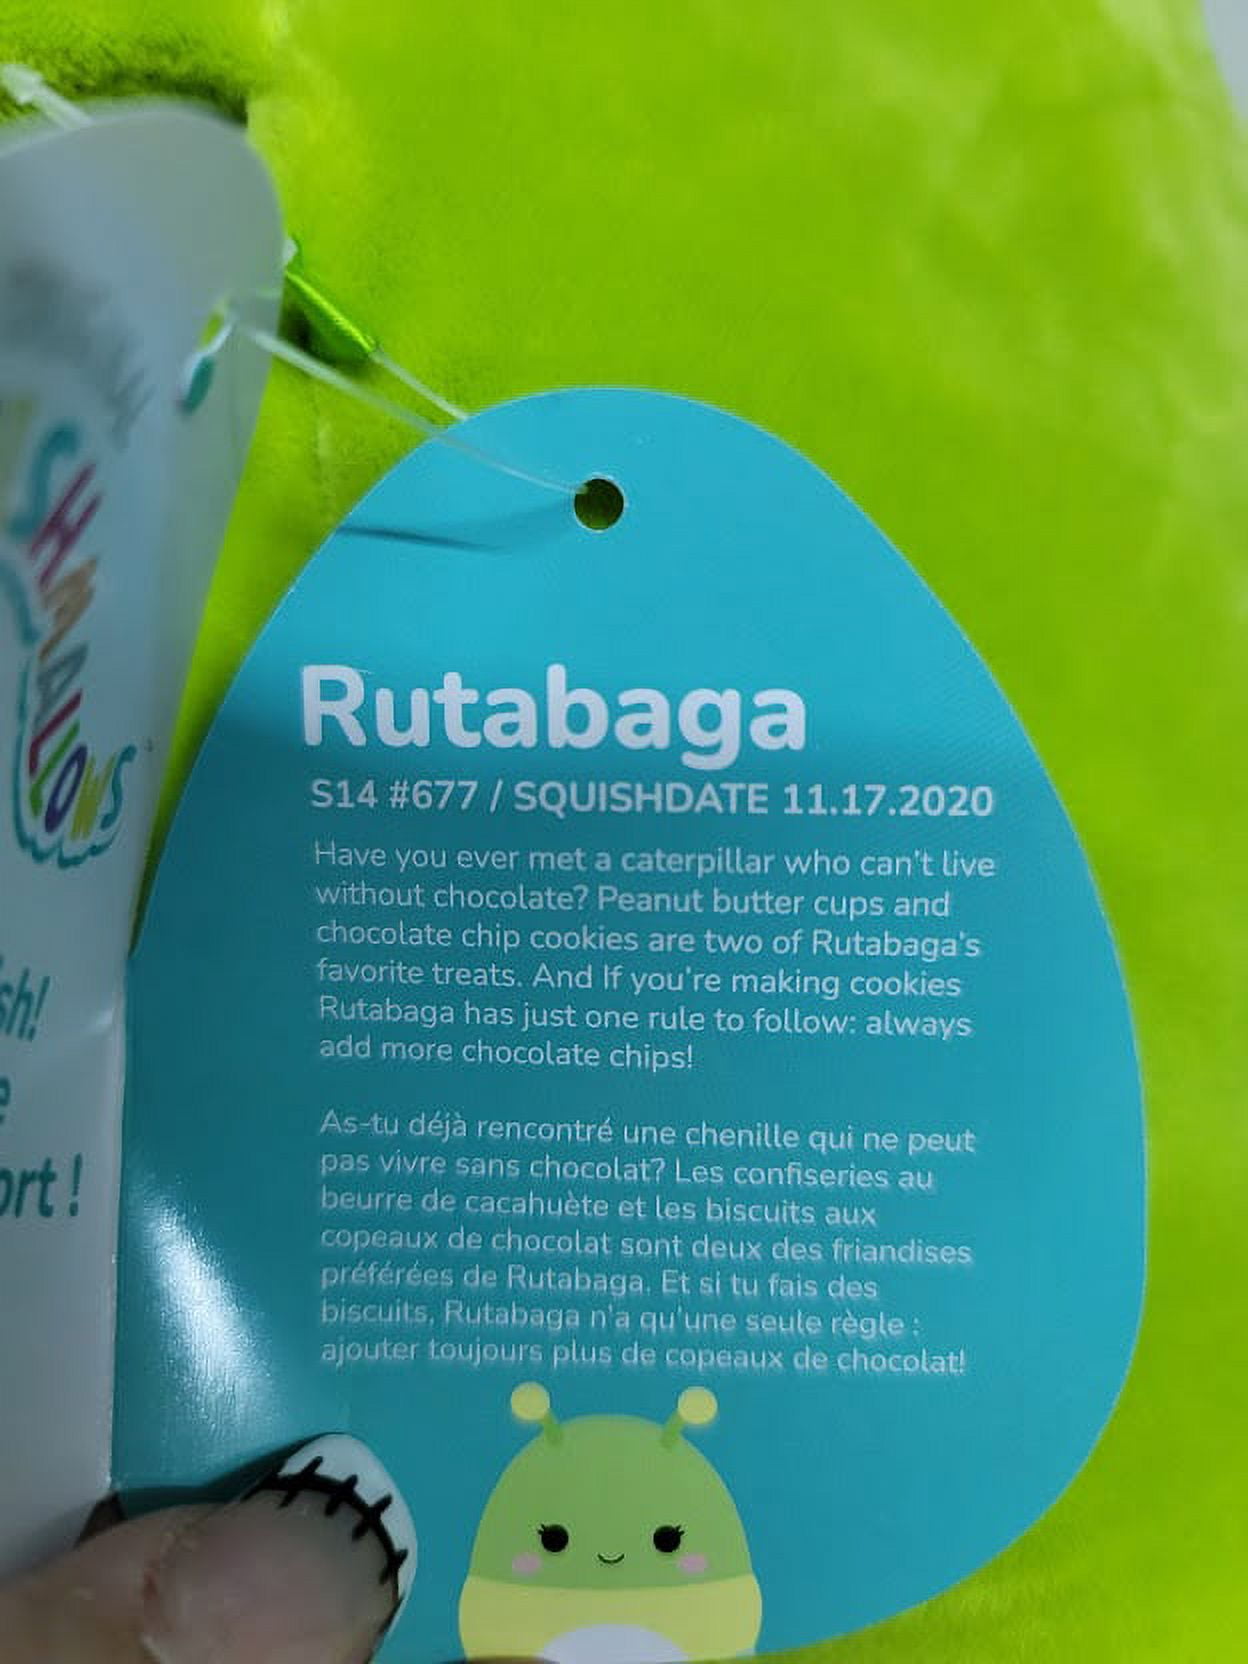 SHMALLOWS
sh!
e
ort !
Rutabaga
S14 #677 / SQUISHDATE 11.17.2020
Have you ever met a caterpillar who can't live
without chocolate? Peanut butter cups and
chocolate chip cookies are two of Rutabaga's
favorite treats. And If you're making cookies
Rutabaga has just one rule to follow: always
add more chocolate chips!
As-tu déjà rencontré une chenille qui ne peut
pas vivre sans chocolat? Les confiseries au
beurre de cacahuète et les biscuits aux
copeaux de chocolat sont deux des friandises
préférées de Rutabaga. Et si tu fais des
biscuits, Rutabaga n'a qu'une seule règle :
ajouter toujours plus de copeaux de chocolat!